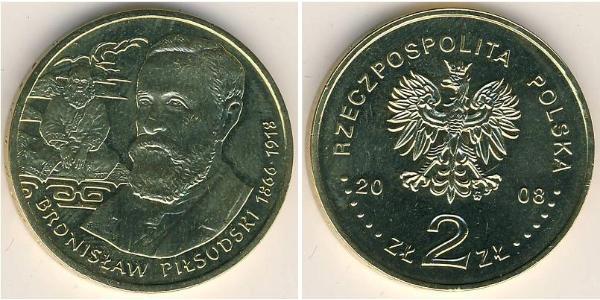 BRONISŁAW PIŁSUDSKI 1866-1918
RZECZPOSPOLITA POLSKA
20 08
ZŁ 2 ZŁ